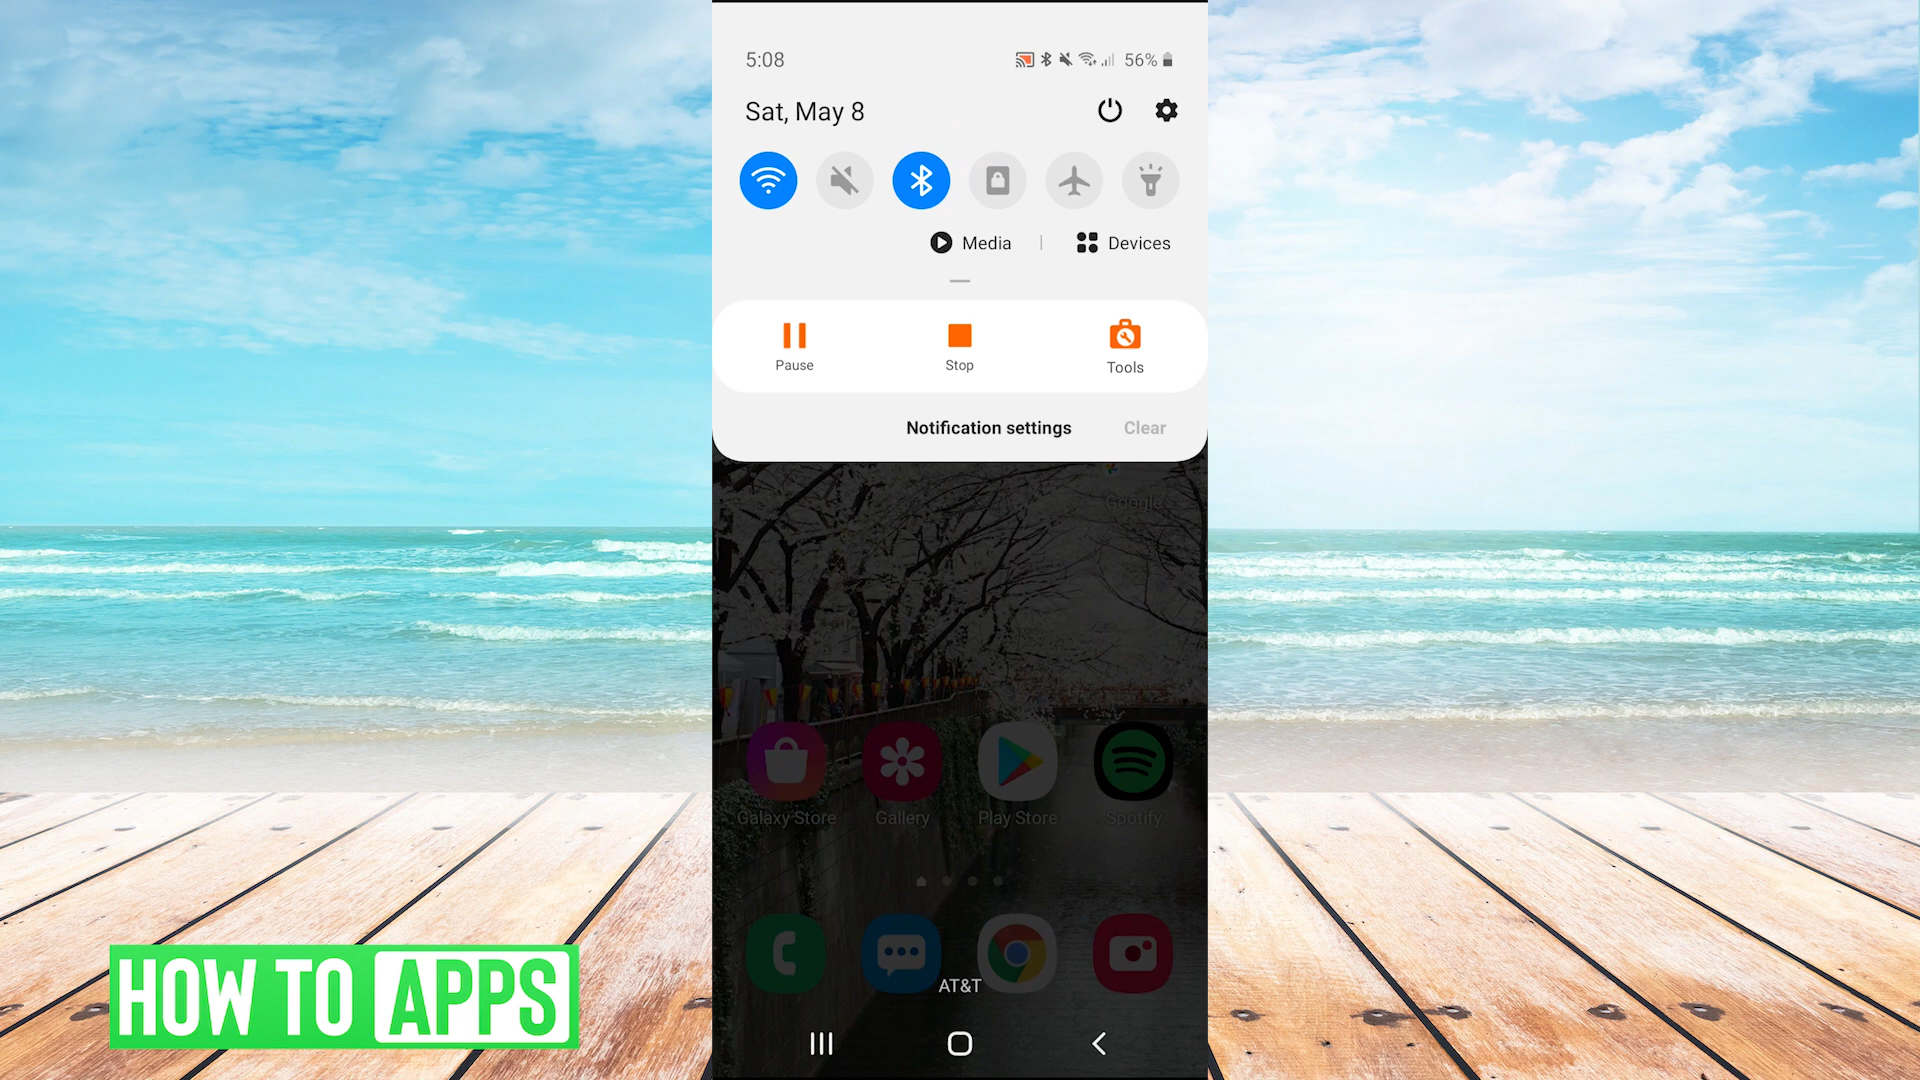 5:08
56%
Sat, May 8
Media | Devices
Pause
Stop
Tools
Notification settings
Clear
Google
Galaxy Store
Gallery
Play Store
Spotify
AT&T
HOW TO APPS